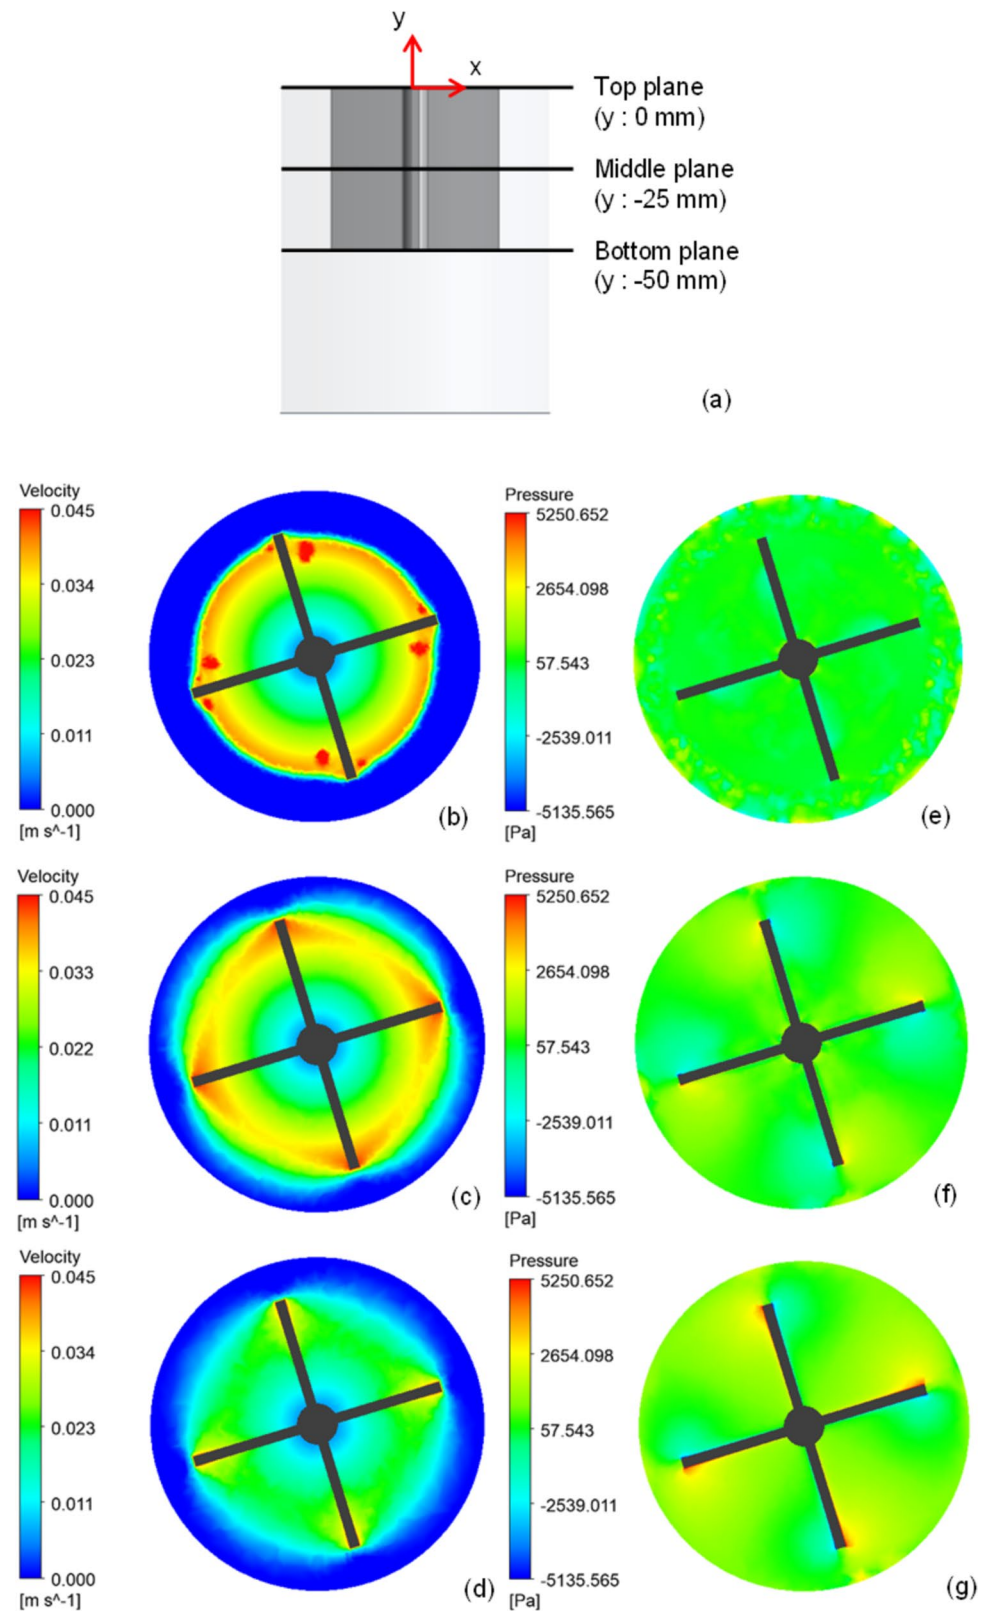 y
x
Top plane
(y : 0 mm)
Middle plane
(y : -25 mm)
Bottom plane
(y : -50 mm)
(a)
Velocity
0.045
0.034
0.023
0.011
0.000
[m s^-1]
(b)
Pressure
5250.652
2654.098
57.543
-2539.011
-5135.565
[Pa]
(e)
Velocity
0.045
0.033
0.022
0.011
0.000
[m s^-1]
(c)
Pressure
5250.652
2654.098
57.543
-2539.011
-5135.565
[Pa]
(f)
Velocity
0.045
0.034
0.023
0.011
0.000
[m s^-1]
(d)
Pressure
5250.652
2654.098
57.543
-2539.011
-5135.565
[Pa]
(g)